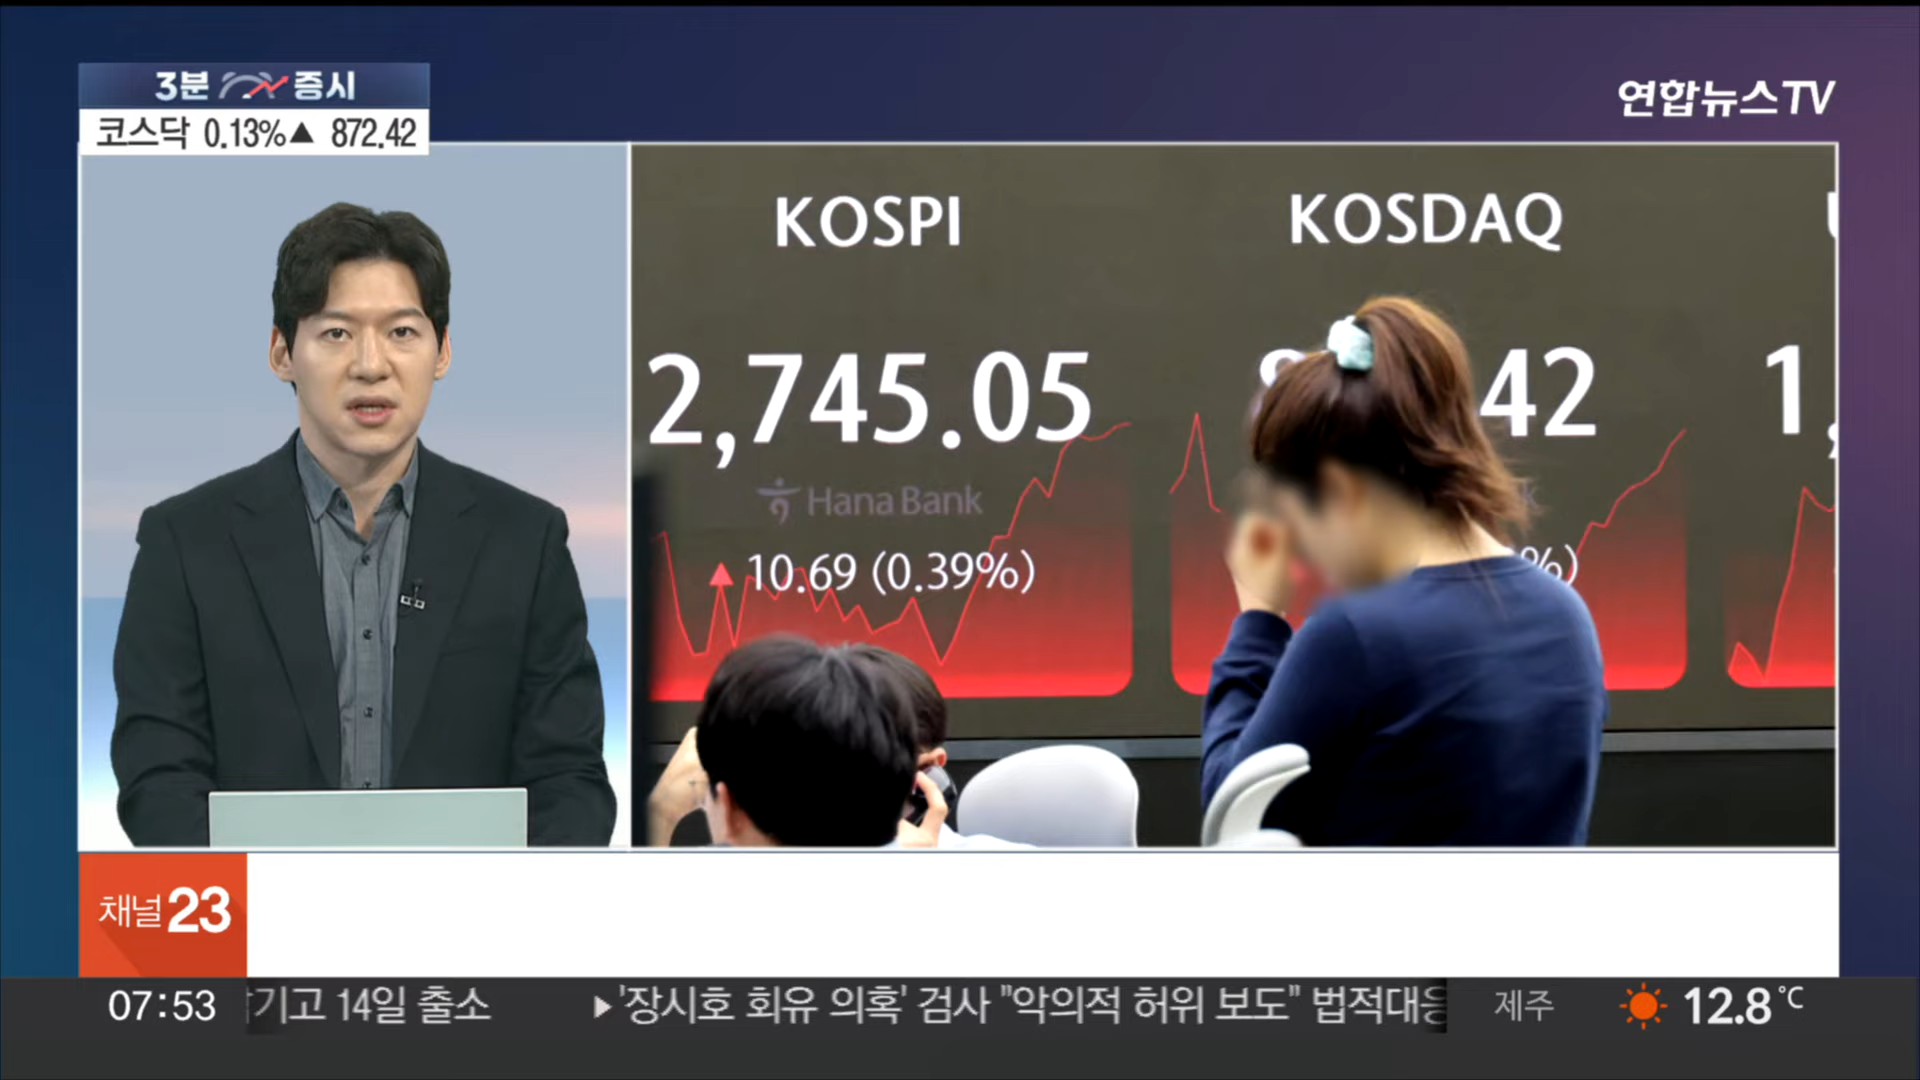 3분 증시
연합뉴스TV
코스닥 0.13%▲ 872.42
KOSPI
KOSDAQ
2,745.05
42
1,
Hana Bank
▲ 10.69 (0.39%)
%)
채널 23
07:53
기고 14일 출소 ▶'장시호 회유 의혹' 검사 "악의적 허위 보도" 법적대응
제주
12.8℃